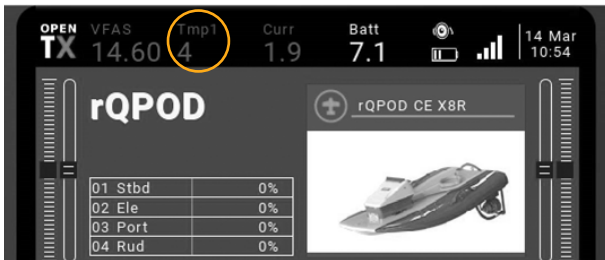 OPEN TX VFAS Tmp1 Curr Batt 14 Mar
14.60 4 1.9 7.1 10:54
rQPOD
rQPOD CE X8R
01 Stbd 0%
02 Ele 0%
03 Port 0%
04 Rud 0%